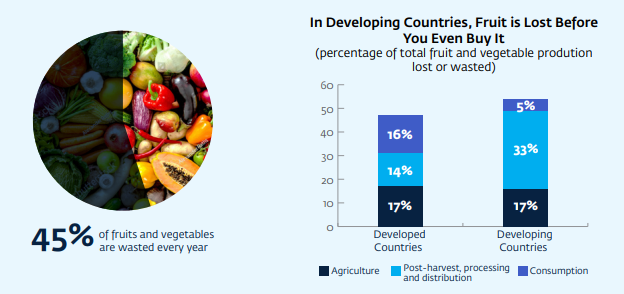 45% of fruits and vegetables
are wasted every year
In Developing Countries, Fruit is Lost Before
You Even Buy It
(percentage of total fruit and vegetable prodution
lost or wasted)
60
50
40
30
20
10
0
16%
14%
17%
5%
33%
17%
Developed
Countries
Developing
Countries
Agriculture
Post-harvest, processing
and distribution
Consumption